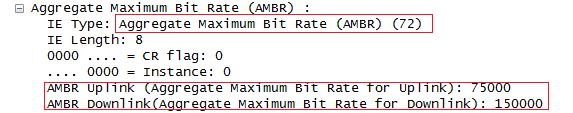 Aggregate Maximum Bit Rate (AMBR) :
IE Type: Aggregate Maximum Bit Rate (AMBR) (72)
IE Length: 8
0000 .... = CR flag: 0
.... 0000 = Instance: 0
AMBR Uplink (Aggregate Maximum Bit Rate for Uplink): 75000
AMBR Downlink(Aggregate Maximum Bit Rate for Downlink): 150000